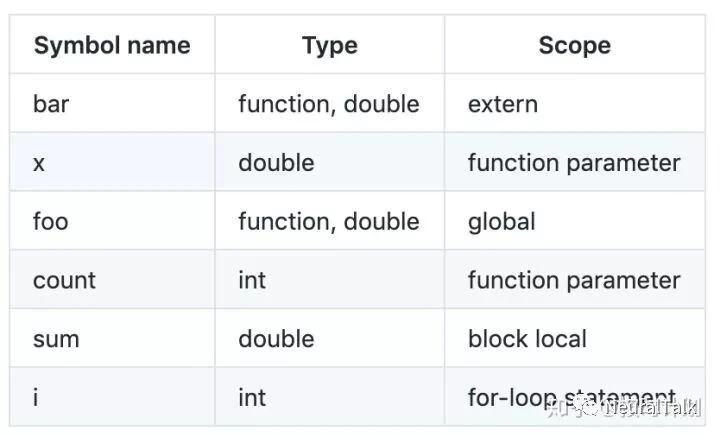 Symbol name Type Scope
bar function, double extern
x double function parameter
foo function, double global
count int function parameter
sum double block local
i int for-loop statement
知乎 NeuralTalk